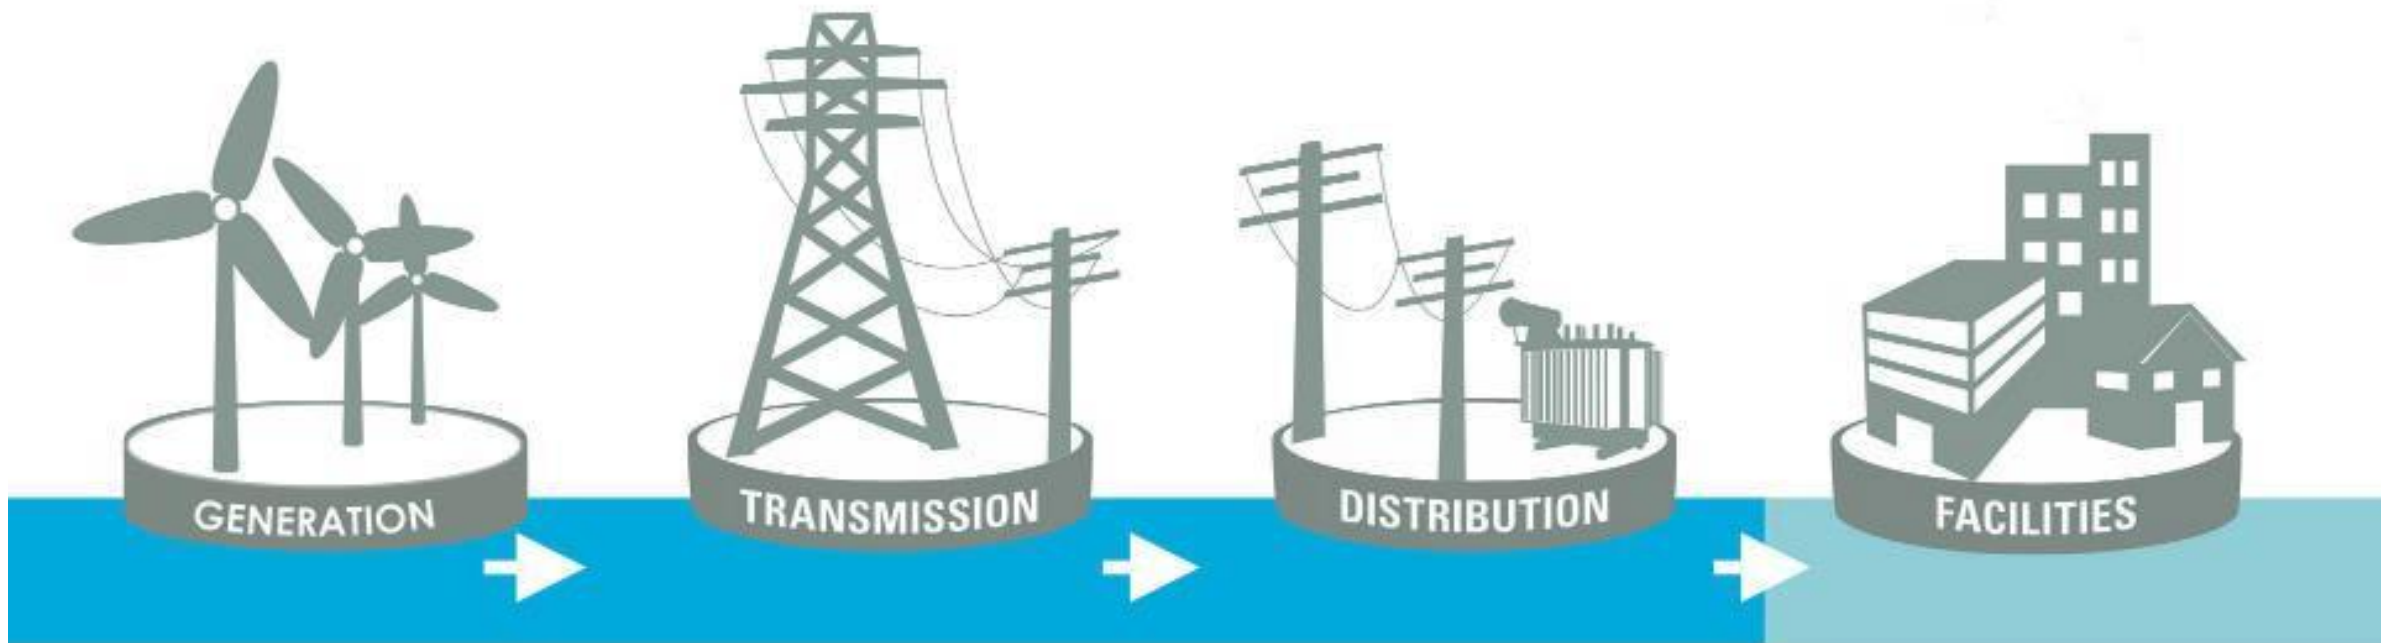 GENERATION
TRANSMISSION
DISTRIBUTION
FACILITIES